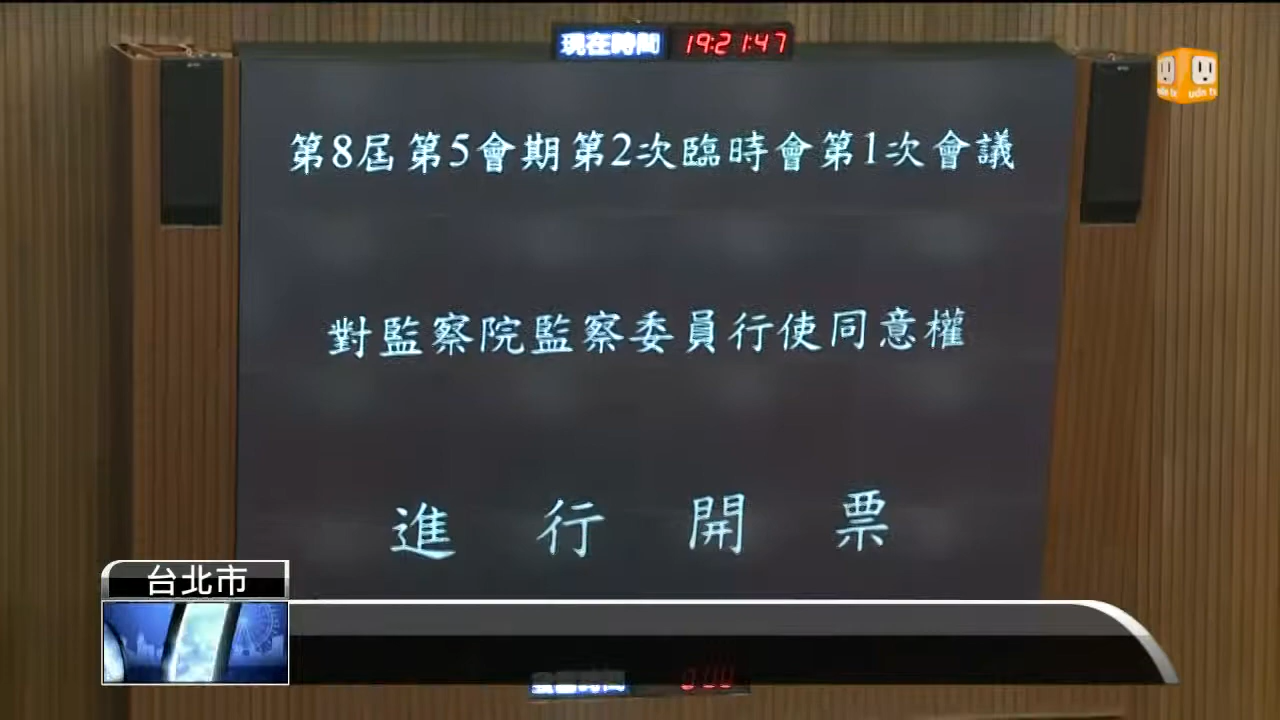 現在時間 19:21:47
udn tv
第8屆第5會期第2次臨時會第1次會議
對監察院監察委員行使同意權
進行開票
台北市